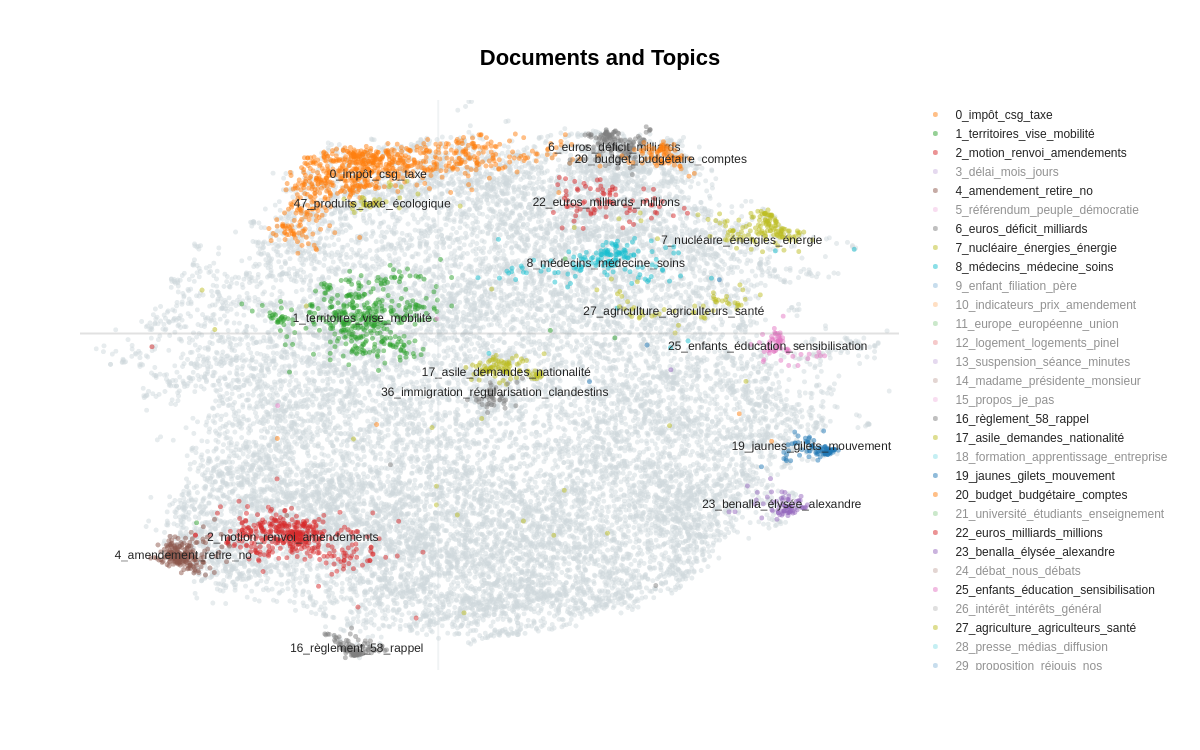 Documents and Topics
6_euros_déficit_milliards
20_budget_budgétaire_comptes
0_impôt_csg_taxe
47_produits_taxe_écologique
22_euros_milliards_millions
7_nucléaire_énergies_énergie
8_médecins_médecine_soins
27_agriculture_agriculteurs_santé
1_territoires_vise_mobilité
25_enfants_éducation_sensibilisation
17_asile_demandes_nationalité
36_immigration_régularisation_clandestins
19_jaunes_gilets_mouvement
23_benalla_élysée_alexandre
2_motion_renvoi_amendements
4_amendement_retire_no
16_règlement_58_rappel
0_impôt_csg_taxe
1_territoires_vise_mobilité
2_motion_renvoi_amendements
3_délai_mois_jours
4_amendement_retire_no
5_référendum_peuple_démocratie
6_euros_déficit_milliards
7_nucléaire_énergies_énergie
8_médecins_médecine_soins
9_enfant_filiation_père
10_indicateurs_prix_amendement
11_europe_européenne_union
12_logement_logements_pinel
13_suspension_séance_minutes
14_madame_présidente_monsieur
15_propos_je_pas
16_règlement_58_rappel
17_asile_demandes_nationalité
18_formation_apprentissage_entreprise
19_jaunes_gilets_mouvement
20_budget_budgétaire_comptes
21_université_étudiants_enseignement
22_euros_milliards_millions
23_benalla_élysée_alexandre
24_débat_nous_débats
25_enfants_éducation_sensibilisation
26_intérêt_intérêts_général
27_agriculture_agriculteurs_santé
28_presse_médias_diffusion
29_proposition_réjouis_nos